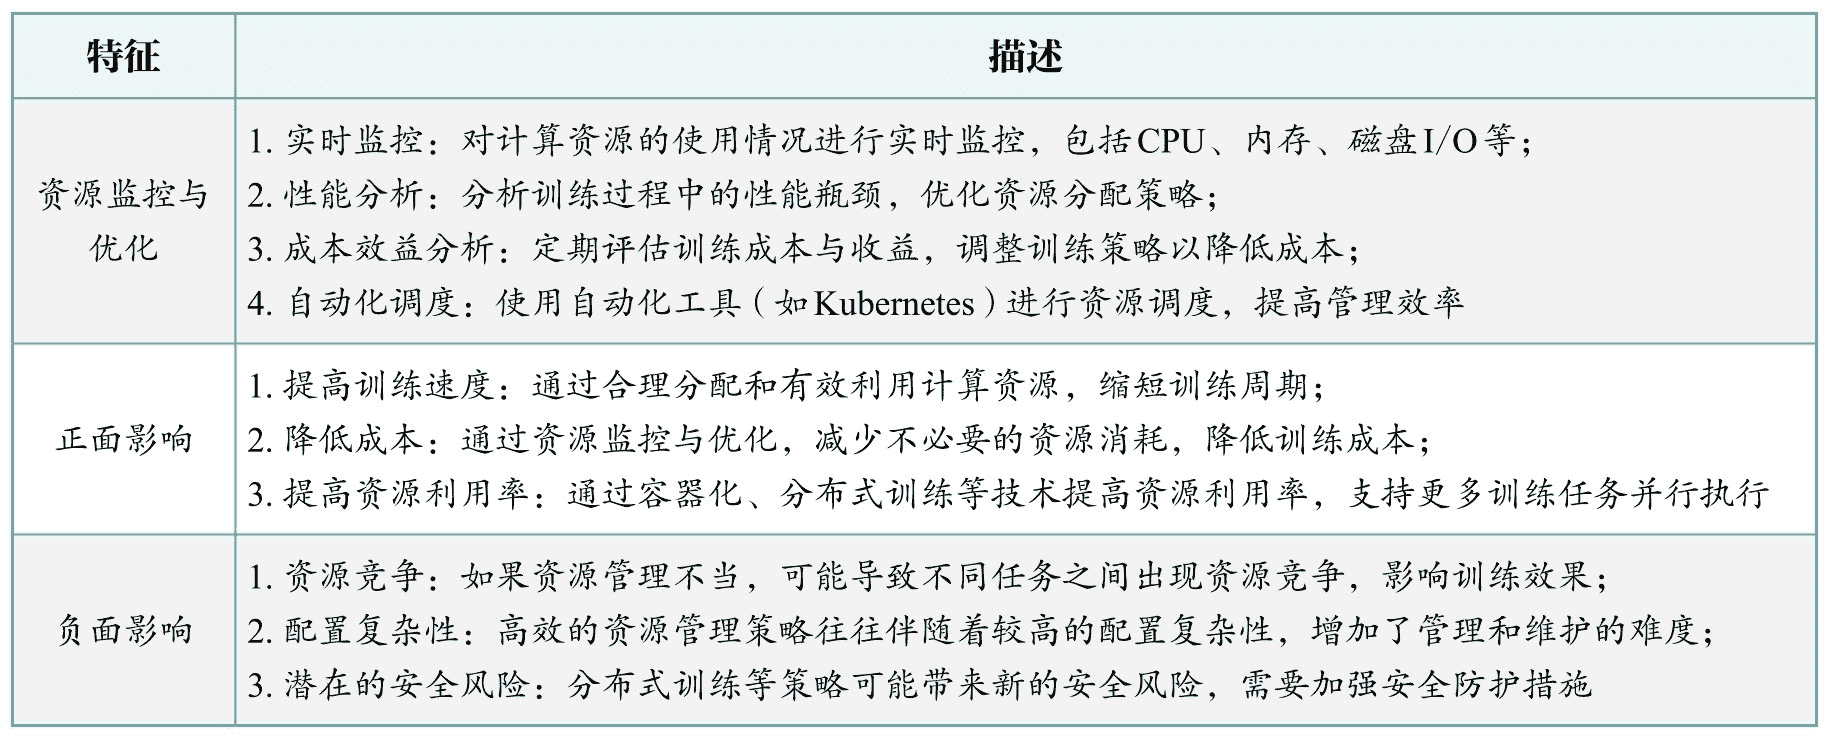 特征
描述
资源监控与
优化
1. 实时监控：对计算资源的使用情况进行实时监控，包括CPU、内存、磁盘I/O等；
2. 性能分析：分析训练过程中的性能瓶颈，优化资源分配策略；
3. 成本效益分析：定期评估训练成本与收益，调整训练策略以降低成本；
4. 自动化调度：使用自动化工具（如Kubernetes）进行资源调度，提高管理效率
正面影响
1. 提高训练速度：通过合理分配和有效利用计算资源，缩短训练周期；
2. 降低成本：通过资源监控与优化，减少不必要的资源消耗，降低训练成本；
3. 提高资源利用率：通过容器化、分布式训练等技术提高资源利用率，支持更多训练任务并行执行
负面影响
1. 资源竞争：如果资源管理不当，可能导致不同任务之间出现资源竞争，影响训练效果；
2. 配置复杂性：高效的资源管理策略往往伴随着较高的配置复杂性，增加了管理和维护的难度；
3. 潜在的安全风险：分布式训练等策略可能带来新的安全风险，需要加强安全防护措施